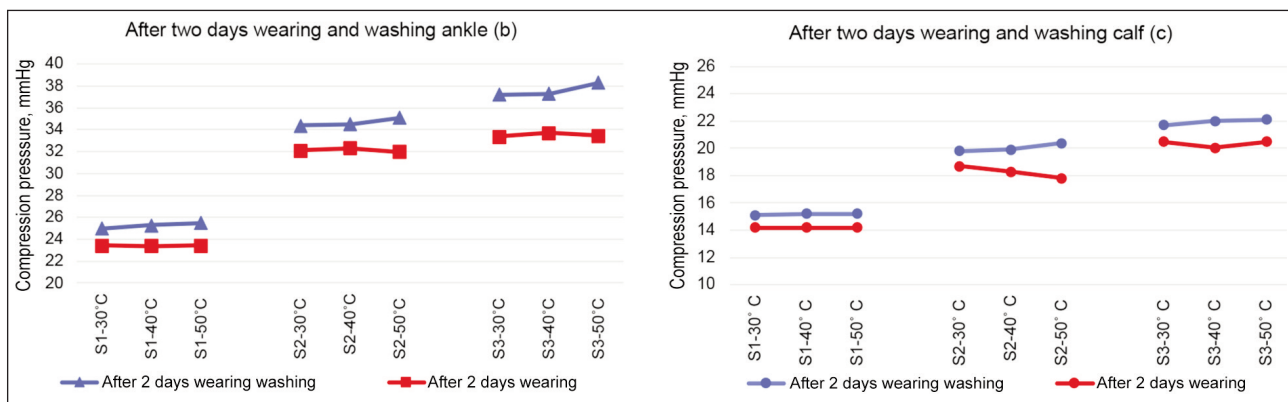 After two days wearing and washing ankle (b)
Compression presssure, mmHg
40
38
36
34
32
30
28
26
24
22
20
S1-30°C
S1-40°C
S1-50°C
S2-30°C
S2-40°C
S2-50°C
S3-30°C
S3-40°C
S3-50°C
After 2 days wearing washing
After 2 days wearing
After two days wearing and washing calf (c)
Compression pressure, mmHg
26
24
22
20
18
16
14
12
10
S1-30° C
S1-40° C
S1-50° C
S2-30° C
S2-40° C
S2-50° C
S3-30° C
S3-40° C
S3-50° C
After 2 days wearing washing
After 2 days wearing